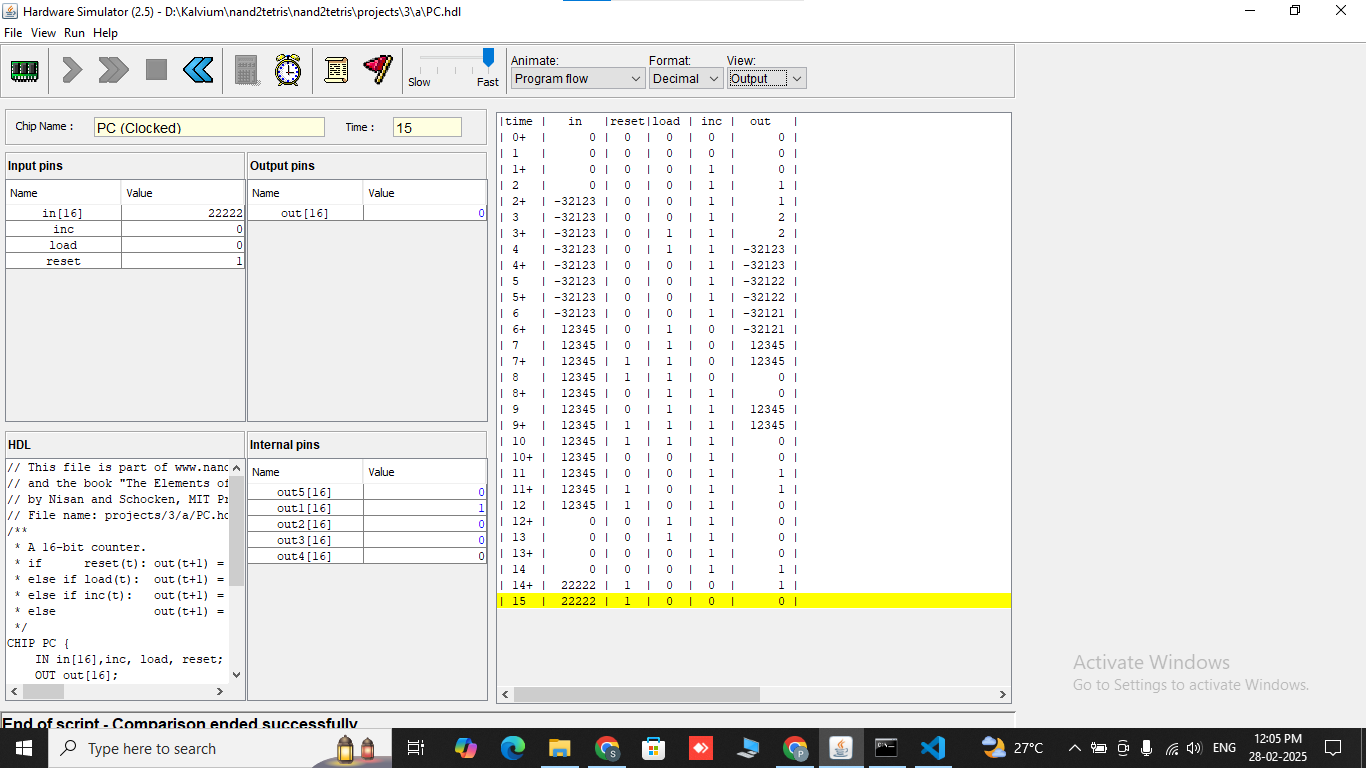 Hardware Simulator (2.5) - D:\Kalvium\nand2tetris\nand2tetris\projects\3\a\PC.hdl
File View Run Help
Slow Fast
Animate: Format: View:
Program flow Decimal Output
Chip Name : PC (Clocked) Time : 15
Input pins
Name Value
in[16] 22222
inc 0
load 0
reset 1
Output pins
Name Value
out[16] 0
HDL
// This file is part of www.nand
// and the book "The Elements of
// by Nisan and Schocken, MIT Pr
// File name: projects/3/a/PC.hd
/**
* A 16-bit counter.
* if reset(t): out(t+1) =
* else if load(t): out(t+1) =
* else if inc(t): out(t+1) =
* else out(t+1) =
*/
CHIP PC {
IN in[16],inc, load, reset;
OUT out[16];
Internal pins
Name Value
out5[16] 0
out1[16] 1
out2[16] 0
out3[16] 0
out4[16] 0
|time | in |reset|load | inc | out |
| 0+ | 0 | 0 | 0 | 0 | 0 |
| 1 | 0 | 0 | 0 | 0 | 0 |
| 1+ | 0 | 0 | 0 | 1 | 0 |
| 2 | 0 | 0 | 0 | 1 | 1 |
| 2+ | -32123 | 0 | 0 | 1 | 1 |
| 3 | -32123 | 0 | 0 | 1 | 2 |
| 3+ | -32123 | 0 | 1 | 1 | 2 |
| 4 | -32123 | 0 | 1 | 1 | -32123 |
| 4+ | -32123 | 0 | 0 | 1 | -32123 |
| 5 | -32123 | 0 | 0 | 1 | -32122 |
| 5+ | -32123 | 0 | 0 | 1 | -32122 |
| 6 | -32123 | 0 | 0 | 1 | -32121 |
| 6+ | 12345 | 0 | 1 | 0 | -32121 |
| 7 | 12345 | 0 | 1 | 0 | 12345 |
| 7+ | 12345 | 1 | 1 | 0 | 12345 |
| 8 | 12345 | 1 | 1 | 0 | 0 |
| 8+ | 12345 | 0 | 1 | 1 | 0 |
| 9 | 12345 | 0 | 1 | 1 | 12345 |
| 9+ | 12345 | 1 | 1 | 1 | 12345 |
| 10 | 12345 | 1 | 1 | 1 | 0 |
| 10+ | 12345 | 0 | 0 | 1 | 0 |
| 11 | 12345 | 0 | 0 | 1 | 1 |
| 11+ | 12345 | 1 | 0 | 1 | 1 |
| 12 | 12345 | 1 | 0 | 1 | 0 |
| 12+ | 0 | 0 | 1 | 1 | 0 |
| 13 | 0 | 0 | 1 | 1 | 0 |
| 13+ | 0 | 0 | 0 | 1 | 0 |
| 14 | 0 | 0 | 0 | 1 | 1 |
| 14+ | 22222 | 1 | 0 | 0 | 1 |
| 15 | 22222 | 1 | 0 | 0 | 0 |
Activate Windows
Go to Settings to activate Windows.
End of script - Comparison ended successfully
Type here to search
S
P
27°C
ENG
12:05 PM
28-02-2025